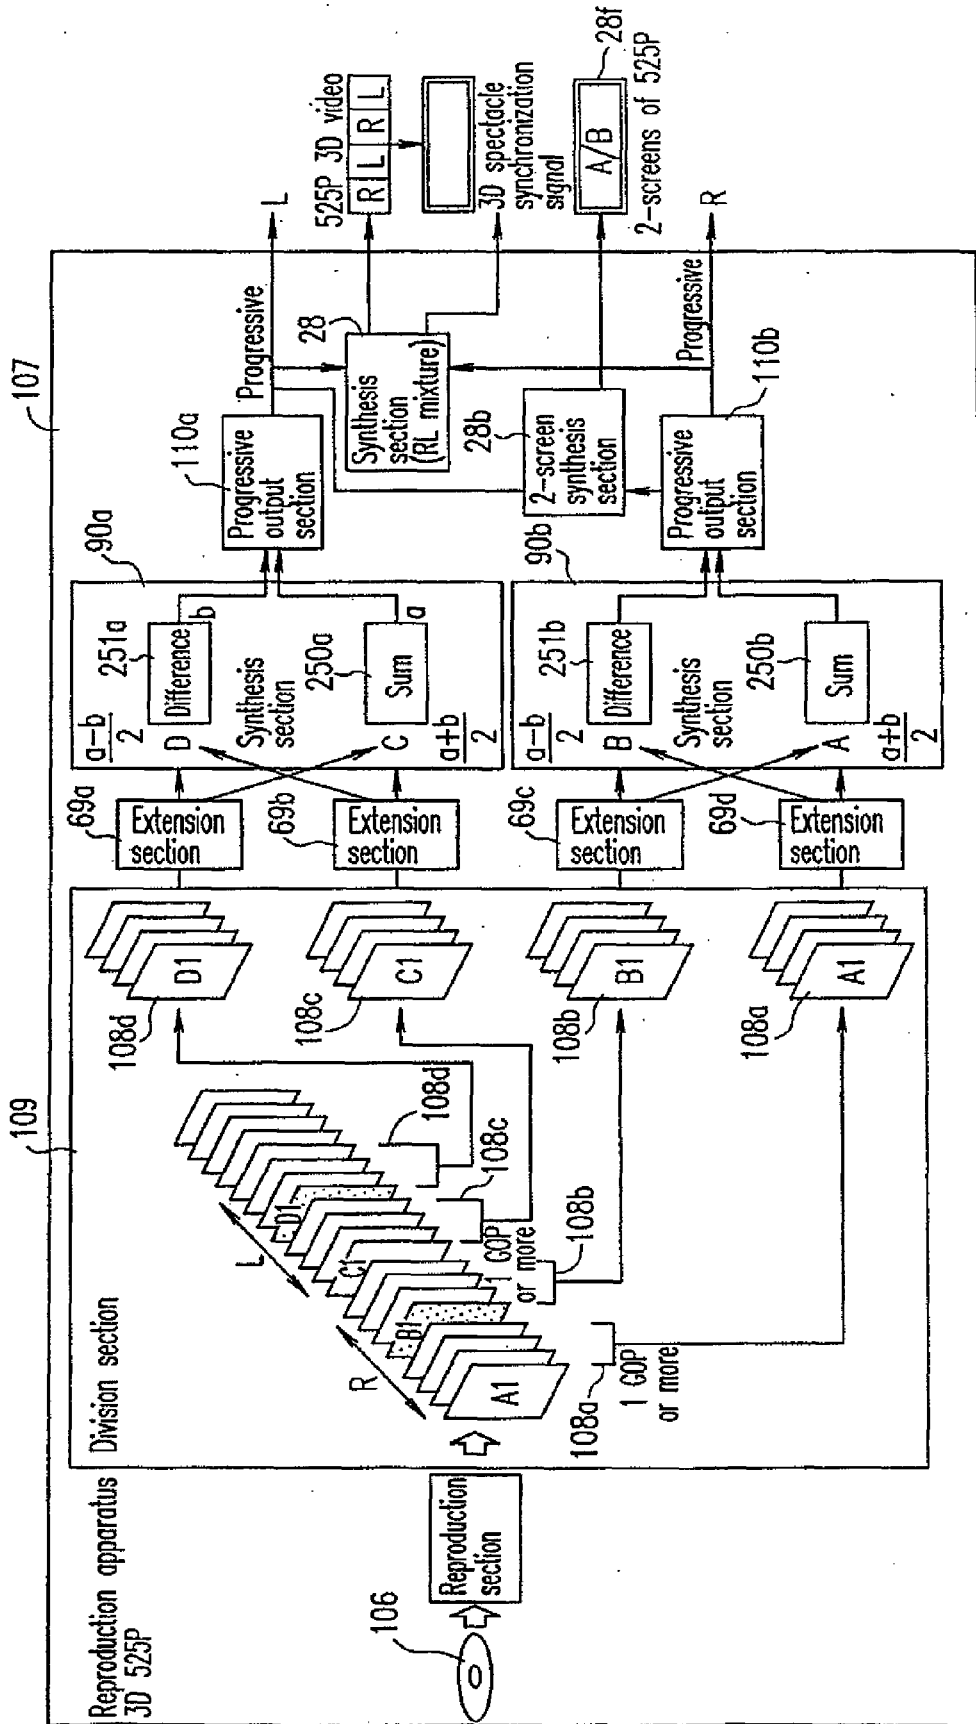 107
Reproduction apparatus
3D 525P
109
Division section
106
Reproduction
section
R
L
A1
B1
C1
D1
108a
1 GOP
or more
1 GOP
or more
108b
108c
108d
108d
D1
108c
C1
108b
B1
108a
A1
69a
Extension
section
69b
Extension
section
69c
Extension
section
69d
Extension
section
90a
a-b
2
D
251a
Difference
b
Synthesis
section
C
250a
Sum
a
a+b
2
90b
a-b
2
B
251b
Difference
Synthesis
section
A
250b
Sum
a+b
2
110a
Progressive
output
section
Progressive
L
28
Synthesis
section
(RL mixture)
525P 3D video
R L R L
3D spectacle
synchronization
signal
28b
2-screen
synthesis
section
A/B
28f
2-screens of 525P
110b
Progressive
output
section
Progressive
R